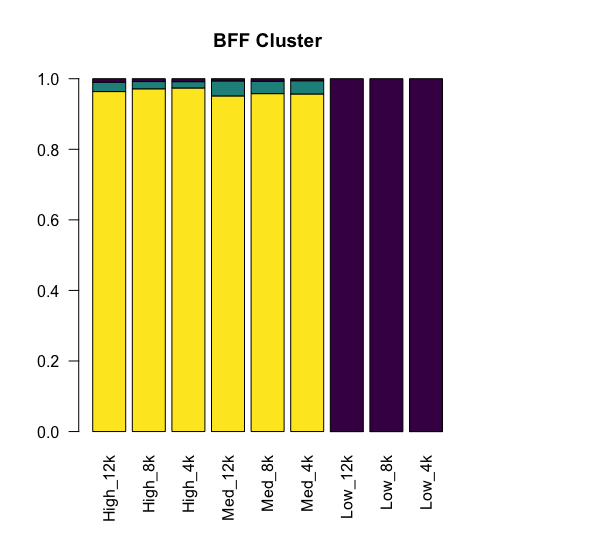 BFF Cluster
1.0
0.8
0.6
0.4
0.2
0.0
High_12k
High_8k
High_4k
Med_12k
Med_8k
Med_4k
Low_12k
Low_8k
Low_4k